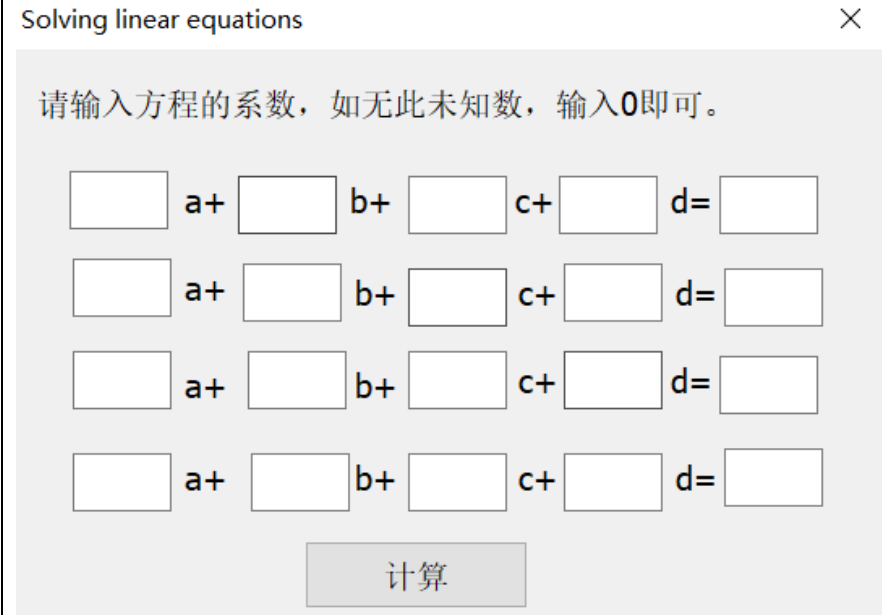 Solving linear equations
请输入方程的系数，如无此未知数，输入0即可。
a+ b+ c+ d=
a+ b+ c+ d=
a+ b+ c+ d=
a+ b+ c+ d=
计算